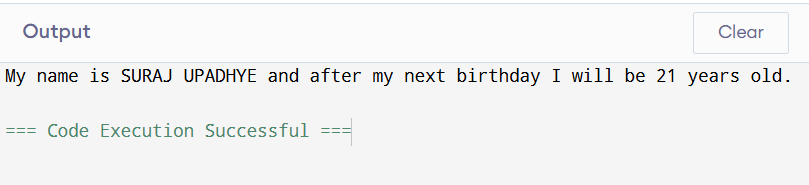 Output
Clear
My name is SURAJ UPADHYE and after my next birthday I will be 21 years old.
=== Code Execution Successful ===